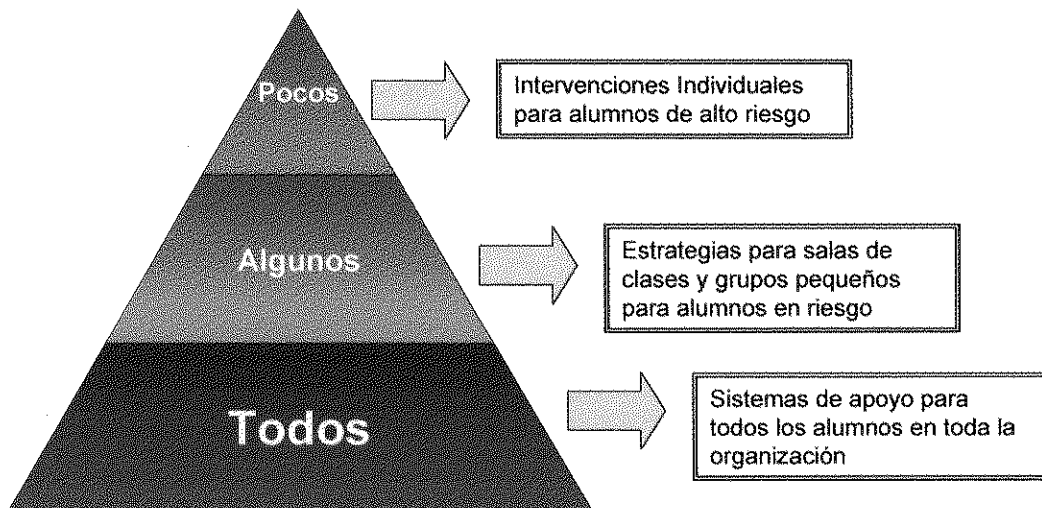 Pocos
Intervenciones Individuales
para alumnos de alto riesgo
Algunos
Estrategias para salas de
clases y grupos pequeños
para alumnos en riesgo
Todos
Sistemas de apoyo para
todos los alumnos en toda la
organización